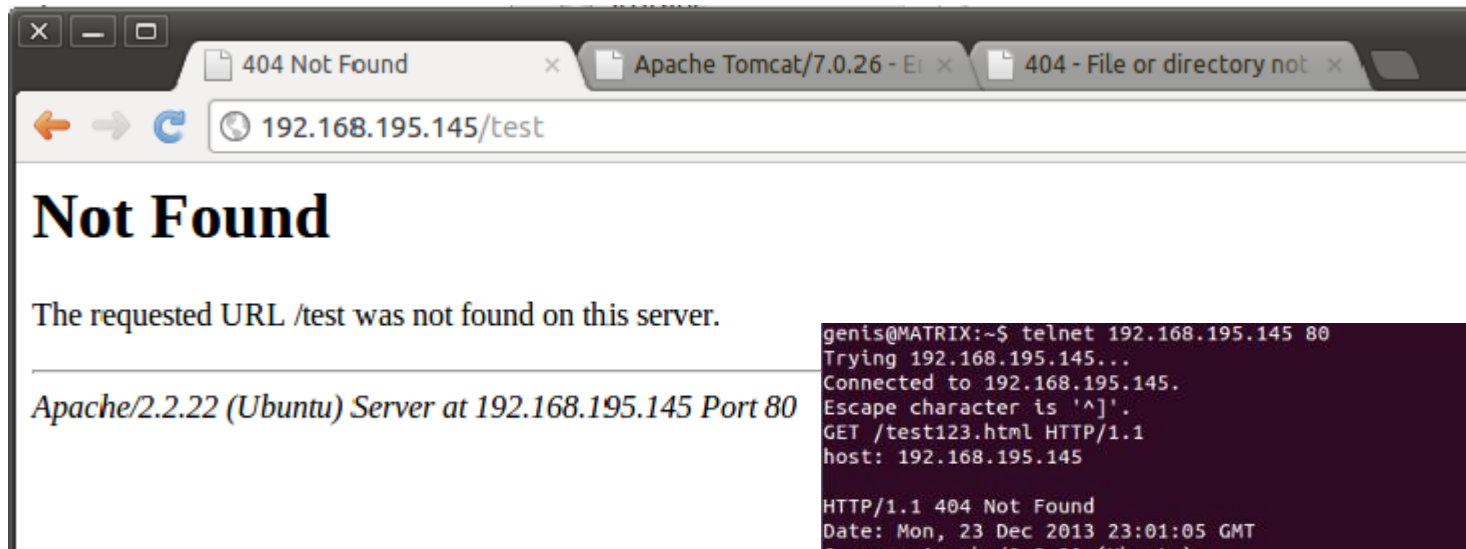 404 Not Found
Apache Tomcat/7.0.26 - Er
404 - File or directory not
192.168.195.145/test
Not Found
The requested URL /test was not found on this server.
Apache/2.2.22 (Ubuntu) Server at 192.168.195.145 Port 80
genis@MATRIX:~$ telnet 192.168.195.145 80
Trying 192.168.195.145...
Connected to 192.168.195.145.
Escape character is '^]'.
GET /test123.html HTTP/1.1
host: 192.168.195.145
HTTP/1.1 404 Not Found
Date: Mon, 23 Dec 2013 23:01:05 GMT